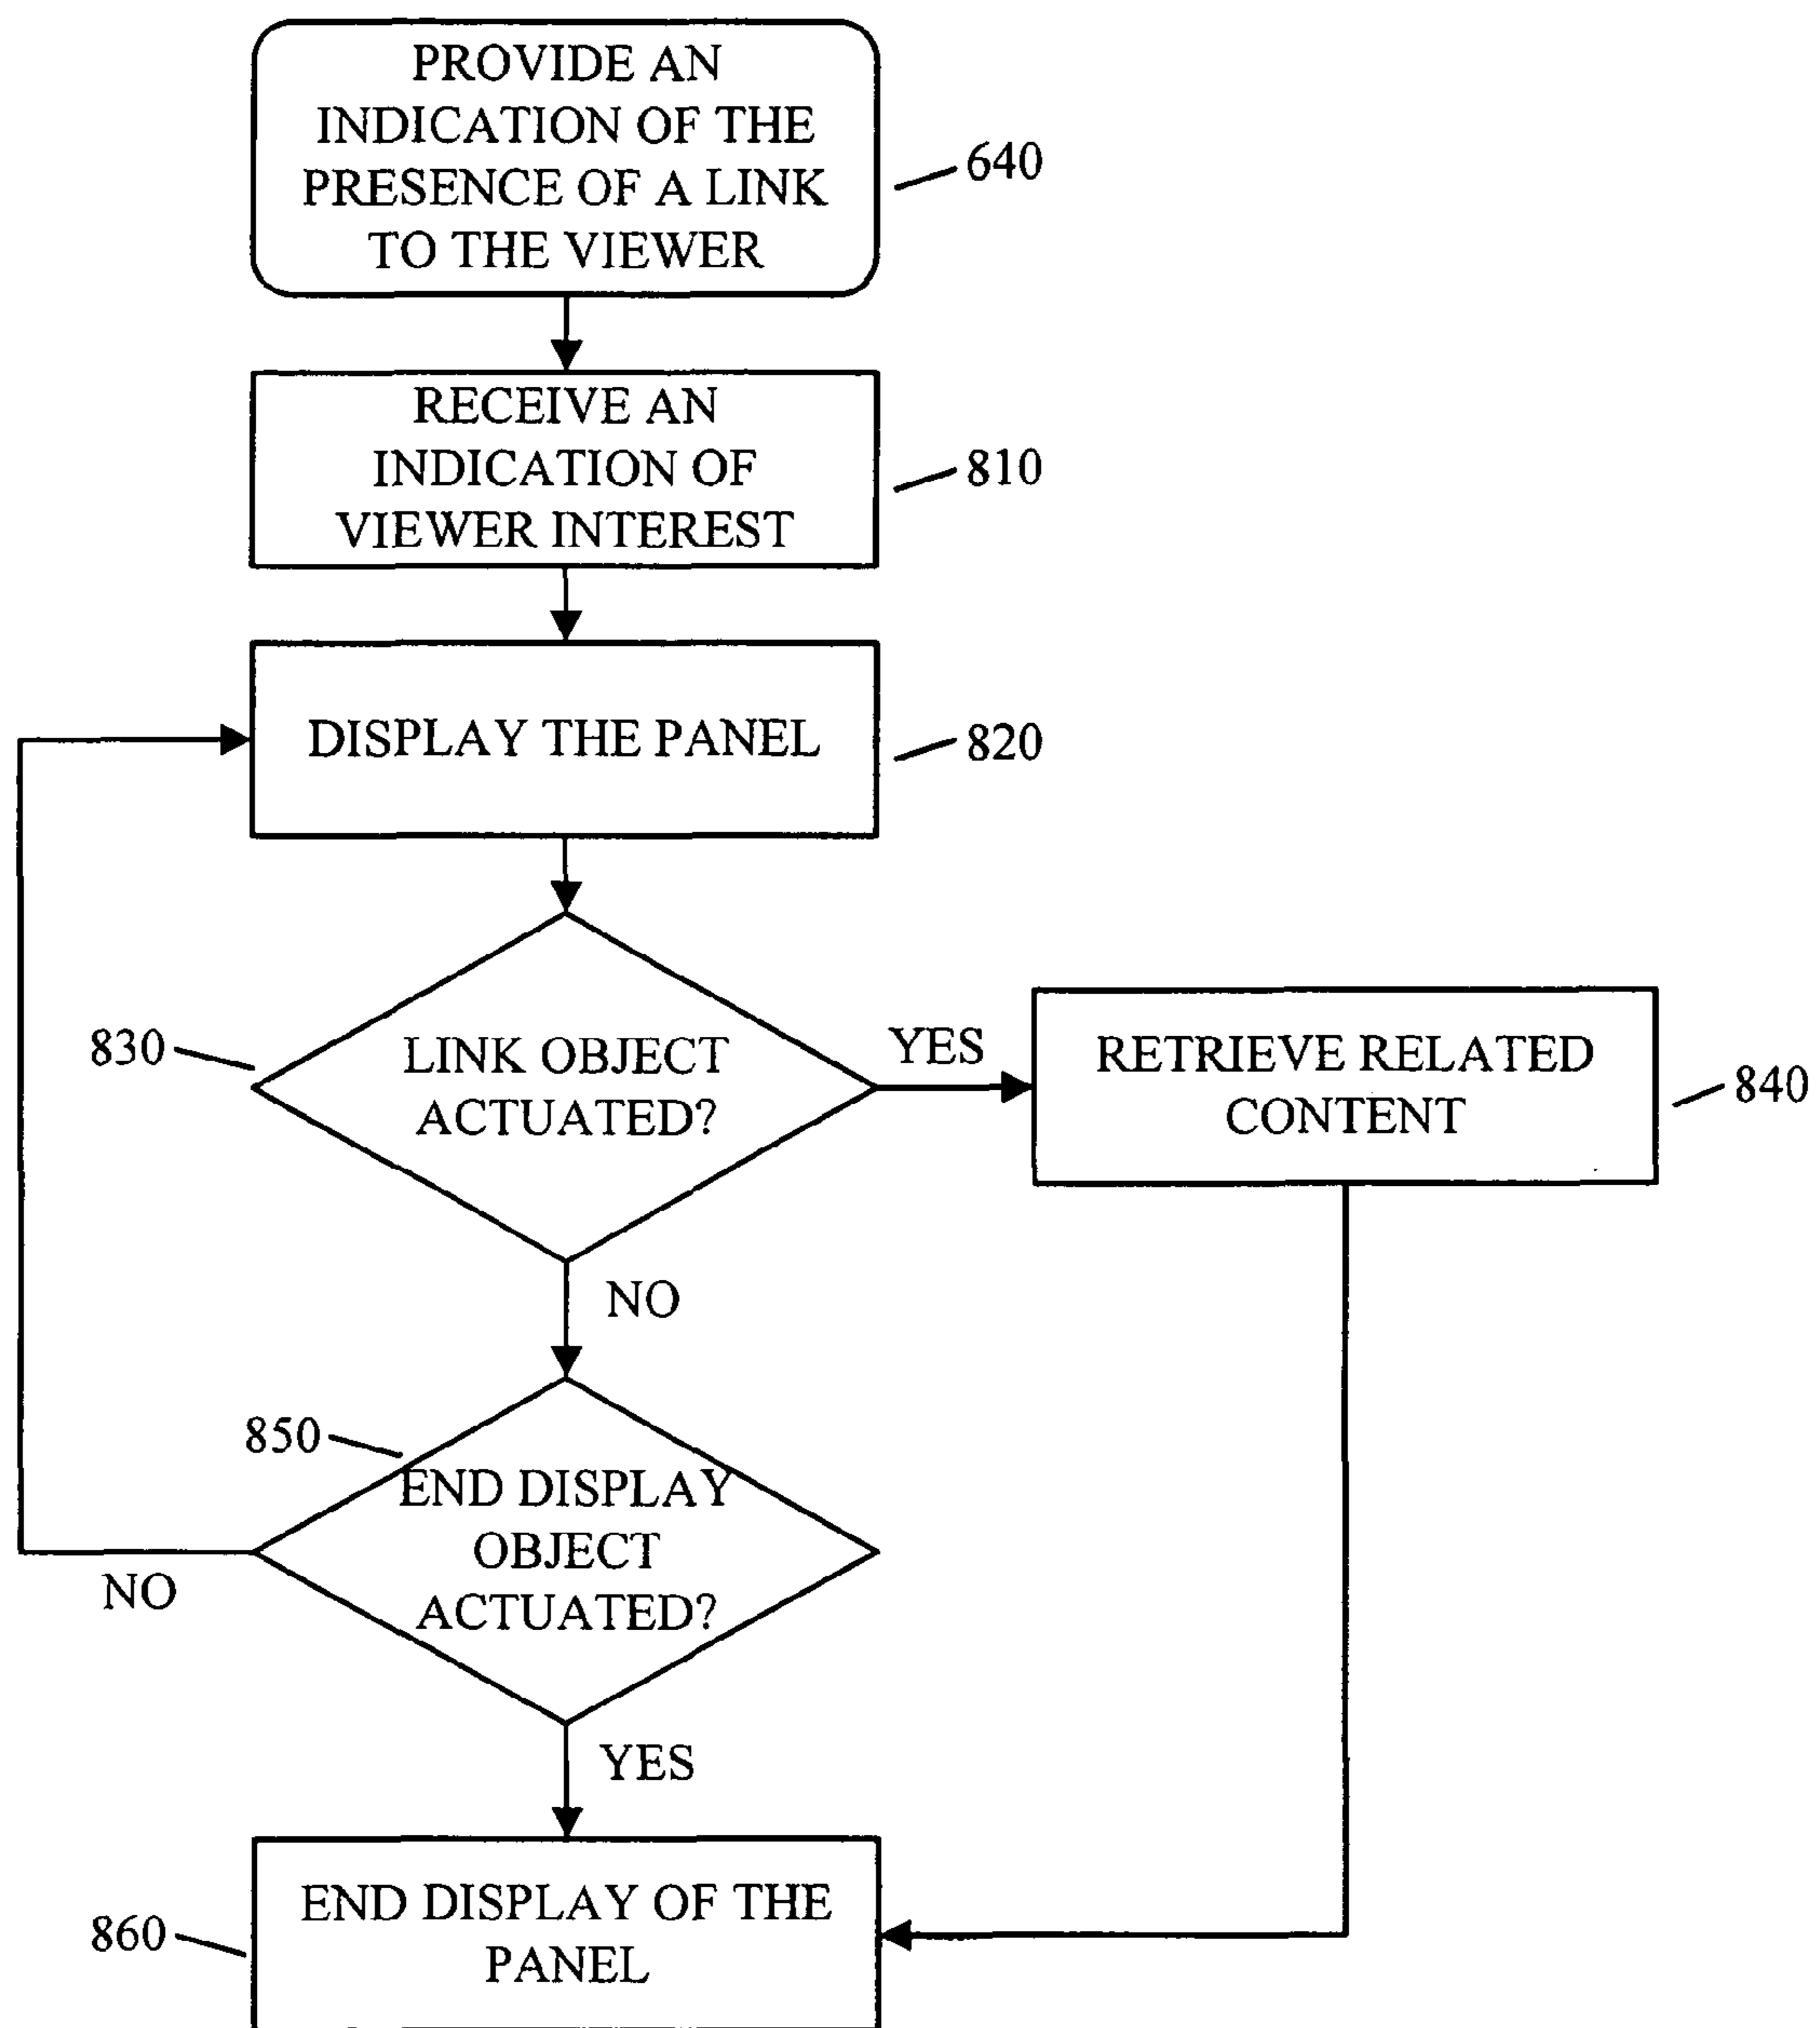 PROVIDE AN
INDICATION OF THE
PRESENCE OF A LINK
TO THE VIEWER
640
RECEIVE AN
INDICATION OF
VIEWER INTEREST
810
DISPLAY THE PANEL
820
830
LINK OBJECT
ACTUATED?
YES
RETRIEVE RELATED
CONTENT
840
NO
850
END DISPLAY
OBJECT
ACTUATED?
NO
YES
860
END DISPLAY OF THE
PANEL